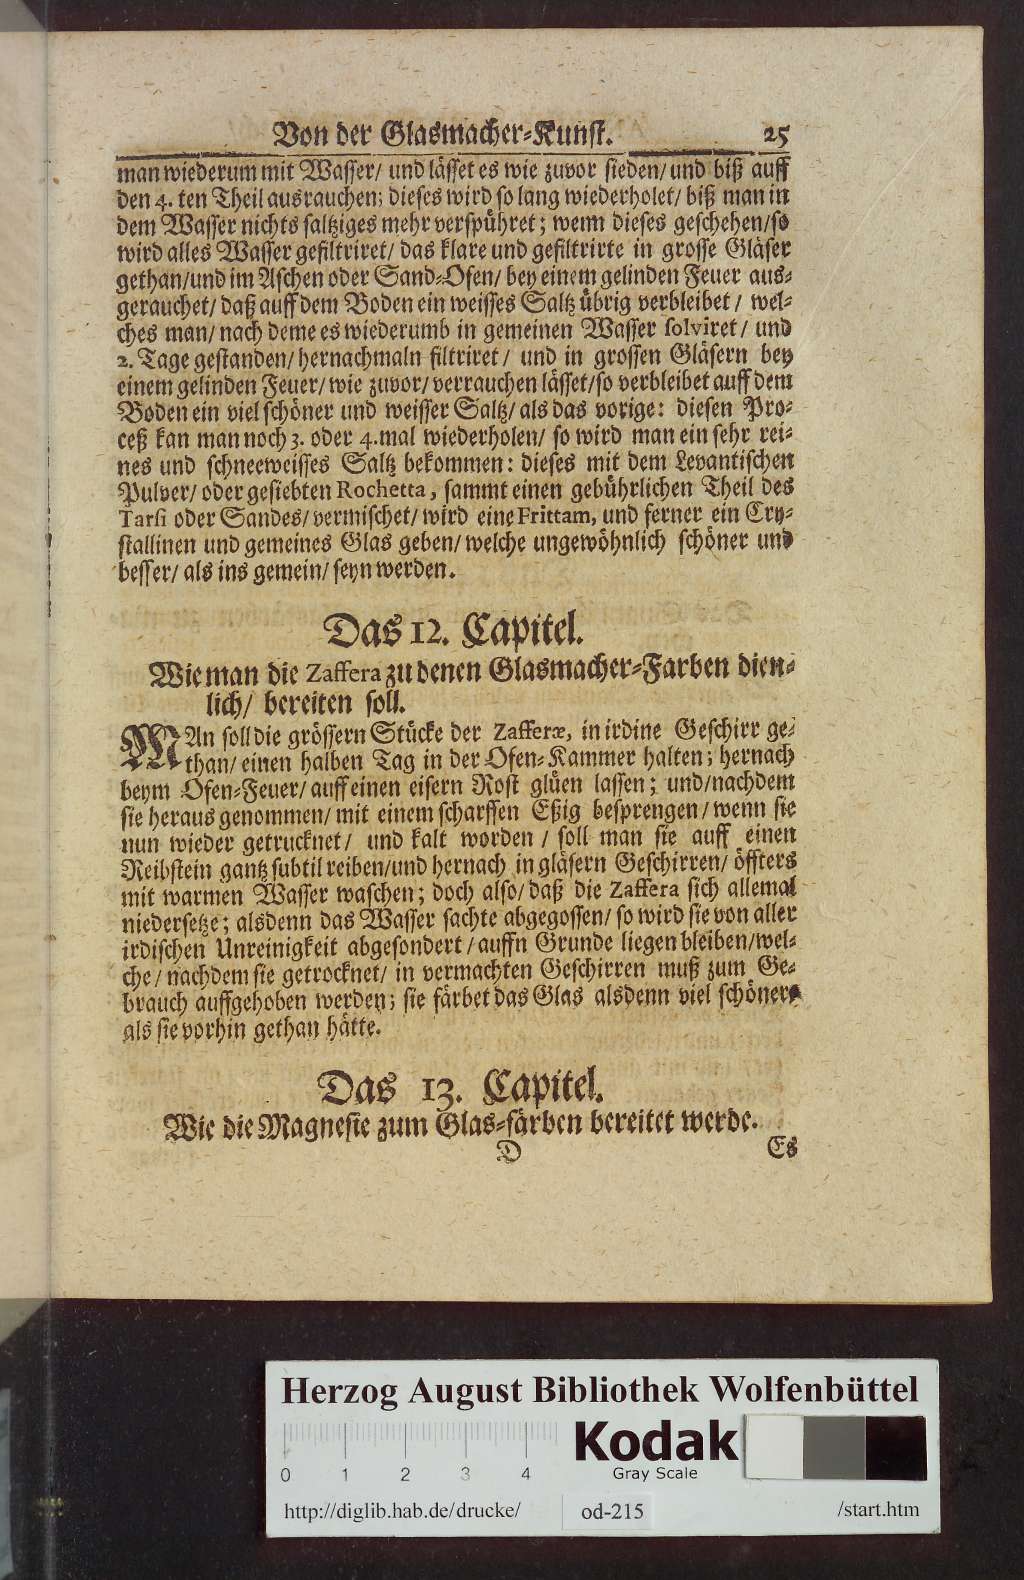 Von der Glasmacher-Kunst. 25
man wiederum mit Wasser/ und lässet es wie zuvor sieden/ und biß auff
den 4. ten Theil ausrauchen; dieses wird so lang wiederholet/ biß man in
dem Wasser nichts saltziges mehr verspühret; wenn dieses geschehen/ so
wird alles Wasser gefiltriret/ das klare und gefiltrirte in grosse Gläser
gethan/ und im Aschen oder Sand-Ofen/ bey einem gelinden Feuer aus-
gerauchet/ daß auff dem Boden ein weisses Saltz übrig verbleibet/ wel-
ches man/ nach deme es wiederumb in gemeinen Wasser solviret/ und
2. Tage gestanden/ hernachmaln filtriret/ und in grossen Gläsern bey
einem gelinden Feuer/ wie zuvor/ verrauchen lässet/ so verbleibet auff dem
Boden ein viel schöner und weisser Saltz/ als das vorige: diesen Pro-
ceß kan man noch 3. oder 4. mal wiederholen/ so wird man ein sehr rei-
nes und schneeweisses Saltz bekommen: dieses mit dem Levantischen
Pulver/ oder gesiebten Rochetta, sammt einen gebührlichen Theil des
Tarsi oder Sandes/ vermischet/ wird eine Frittam, und ferner ein Cry-
stallinen und gemeines Glas geben/ welche ungewöhnlich schöner und
besser/ als ins gemein/ seyn werden.
Das 12. Capitel.
Wie man die Zaffera zu denen Glasmacher-Farben dien-
lich/ bereiten soll.
MAn soll die grössern Stücke der Zafferæ, in irdine Geschirr ge-
than/ einen halben Tag in der Ofen-Kammer halten; hernach
beym Ofen-Feuer/ auff einen eisern Rost glüen lassen; und/ nachdem
sie heraus genommen/ mit einem scharffen Eßig besprengen/ wenn sie
nun wieder getrucknet/ und kalt worden/ soll man sie auff einen
Reibstein gantz subtil reiben/ und hernach in gläsern Geschirren/ öffters
mit warmen Wasser waschen; doch also/ daß die Zaffera sich allemal
niedersetze; alsdenn das Wasser sachte abgegossen/ so wird sie von aller
irdischen Unreinigkeit abgesondert/ auffn Grunde liegen bleiben/ wel-
che/ nachdem sie getrocknet/ in vermachten Geschirren muß zum Ge-
brauch auffgehoben werden; sie färbet das Glas alsdenn viel schöner/
als sie vorhin gethan hätte.
Das 13. Capitel.
Wie die Magnesie zum Glas-färben bereitet werde.
D Es
Herzog August Bibliothek Wolfenbüttel
Kodak
Gray Scale
0 1 2 3 4
http://diglib.hab.de/drucke/ od-215 /start.htm